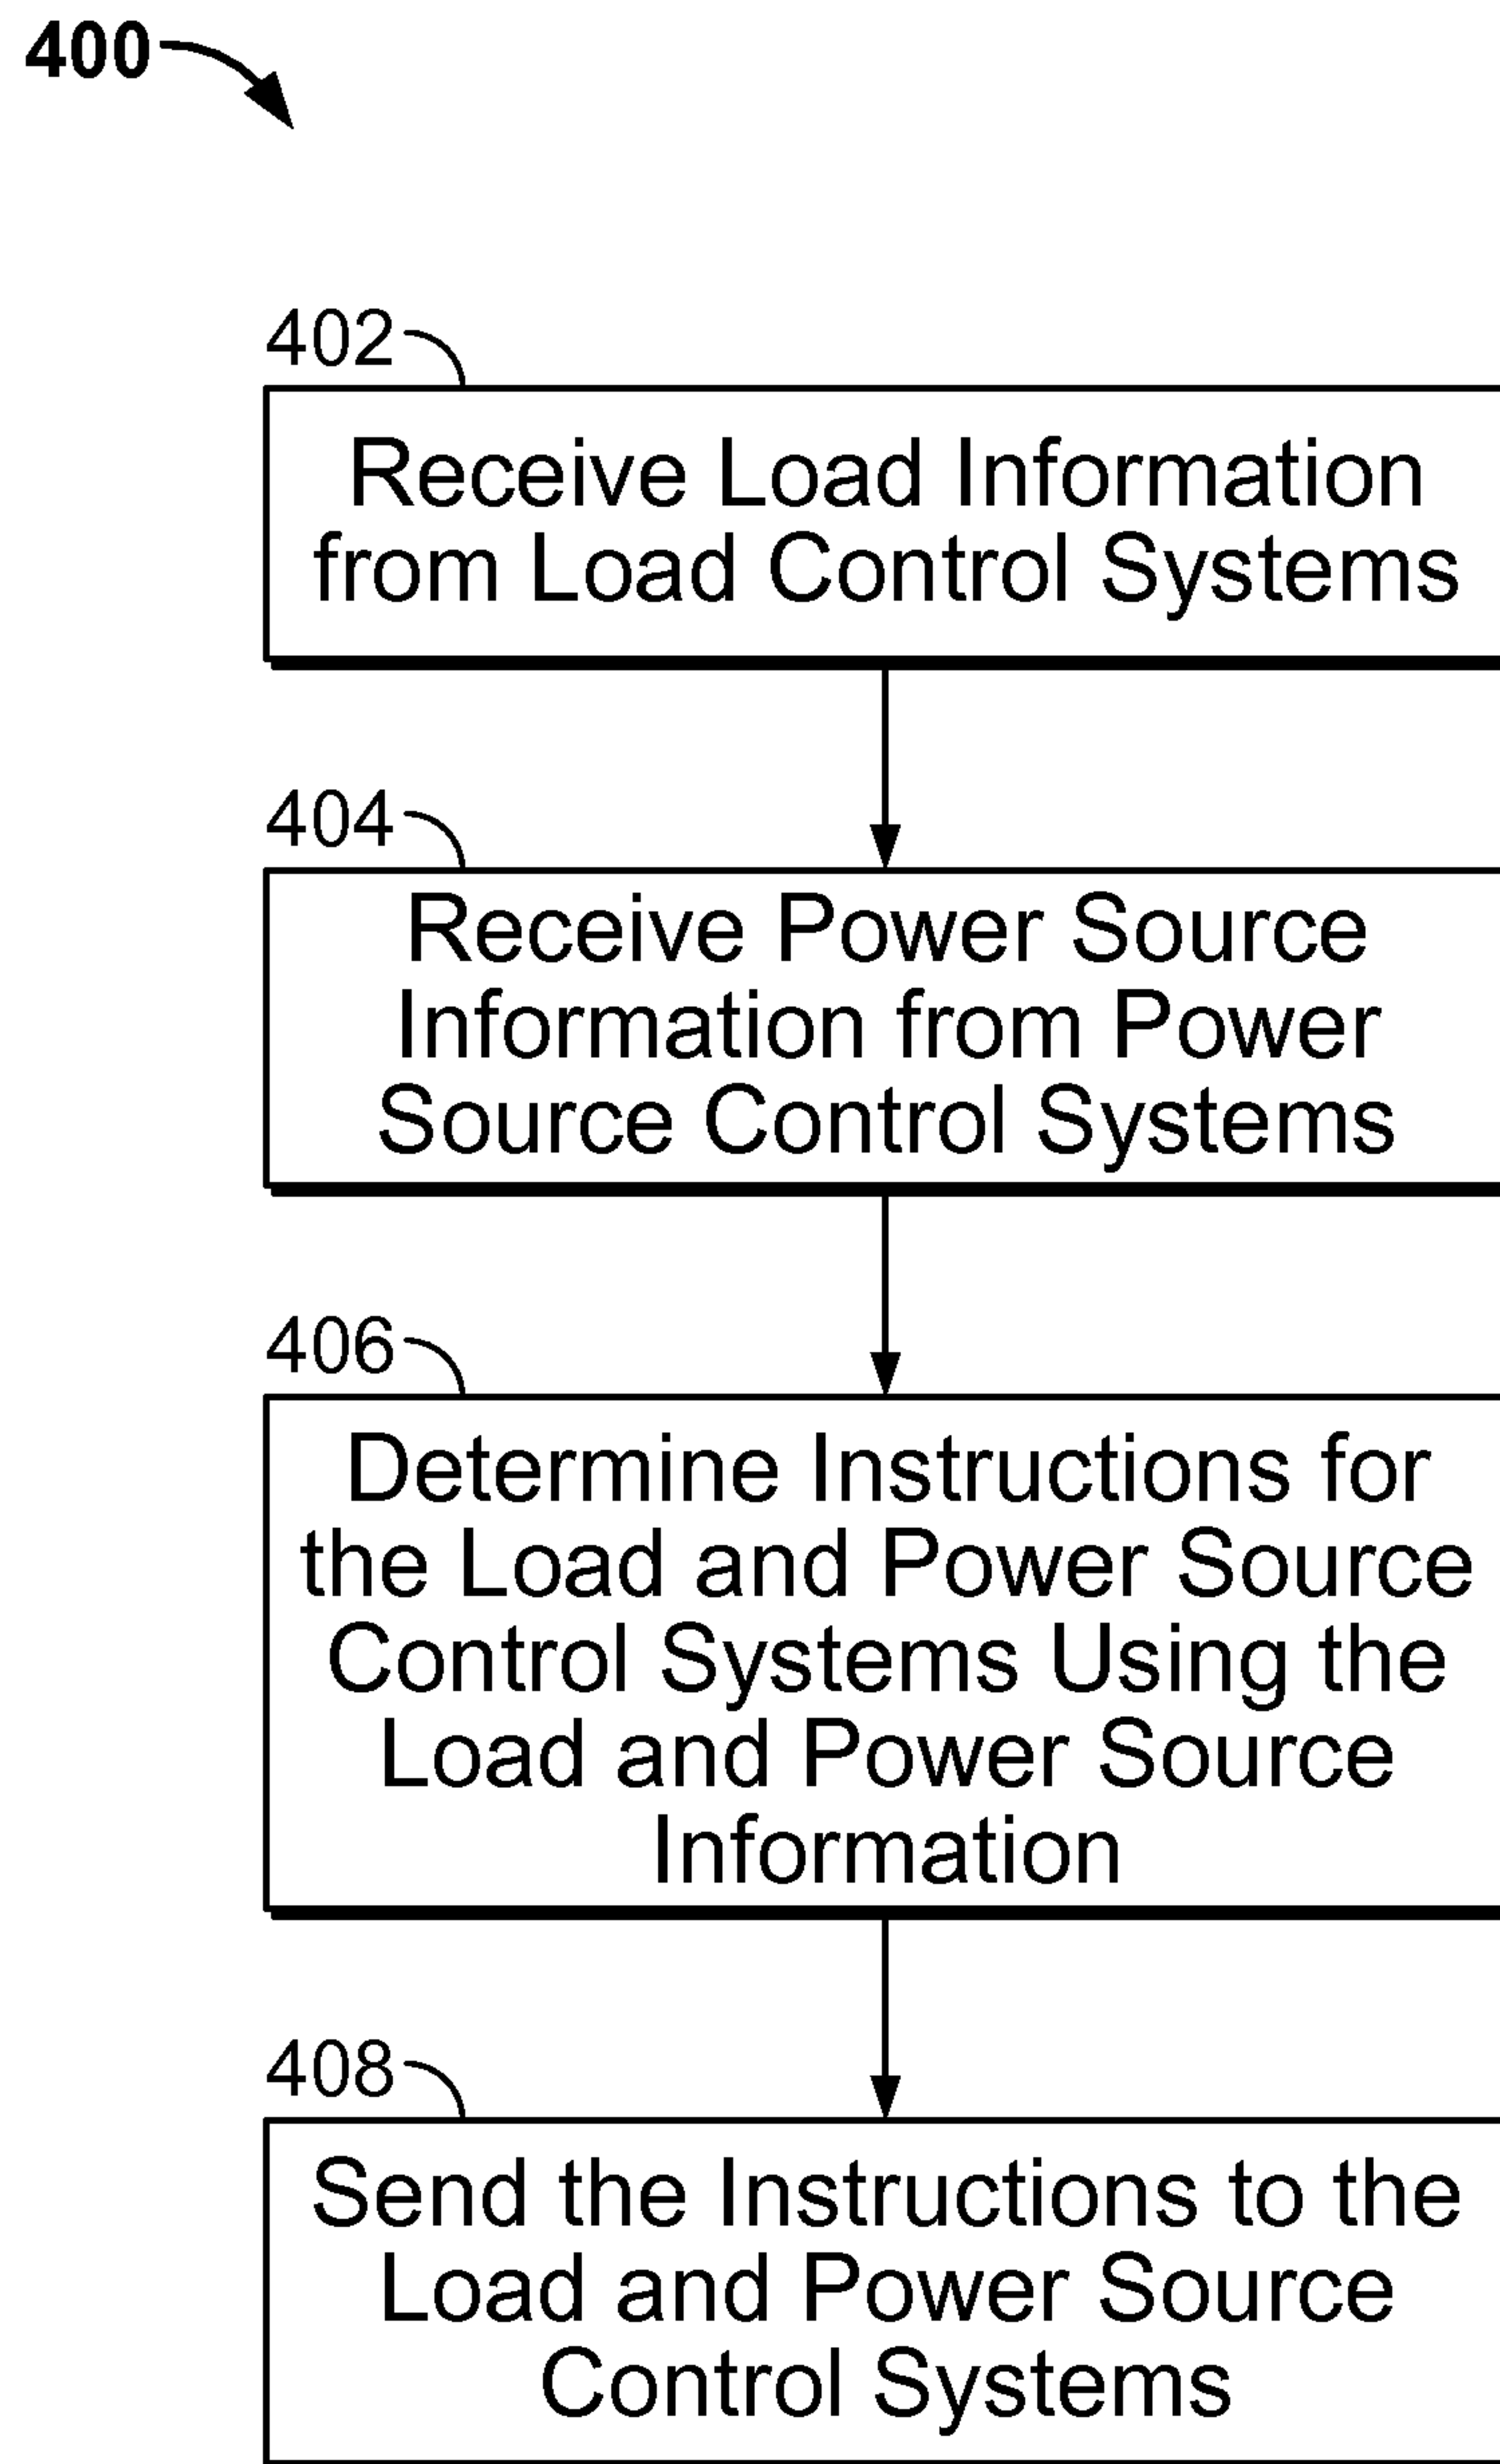 400
402
Receive Load Information
from Load Control Systems
404
Receive Power Source
Information from Power
Source Control Systems
406
Determine Instructions for
the Load and Power Source
Control Systems Using the
Load and Power Source
Information
408
Send the Instructions to the
Load and Power Source
Control Systems